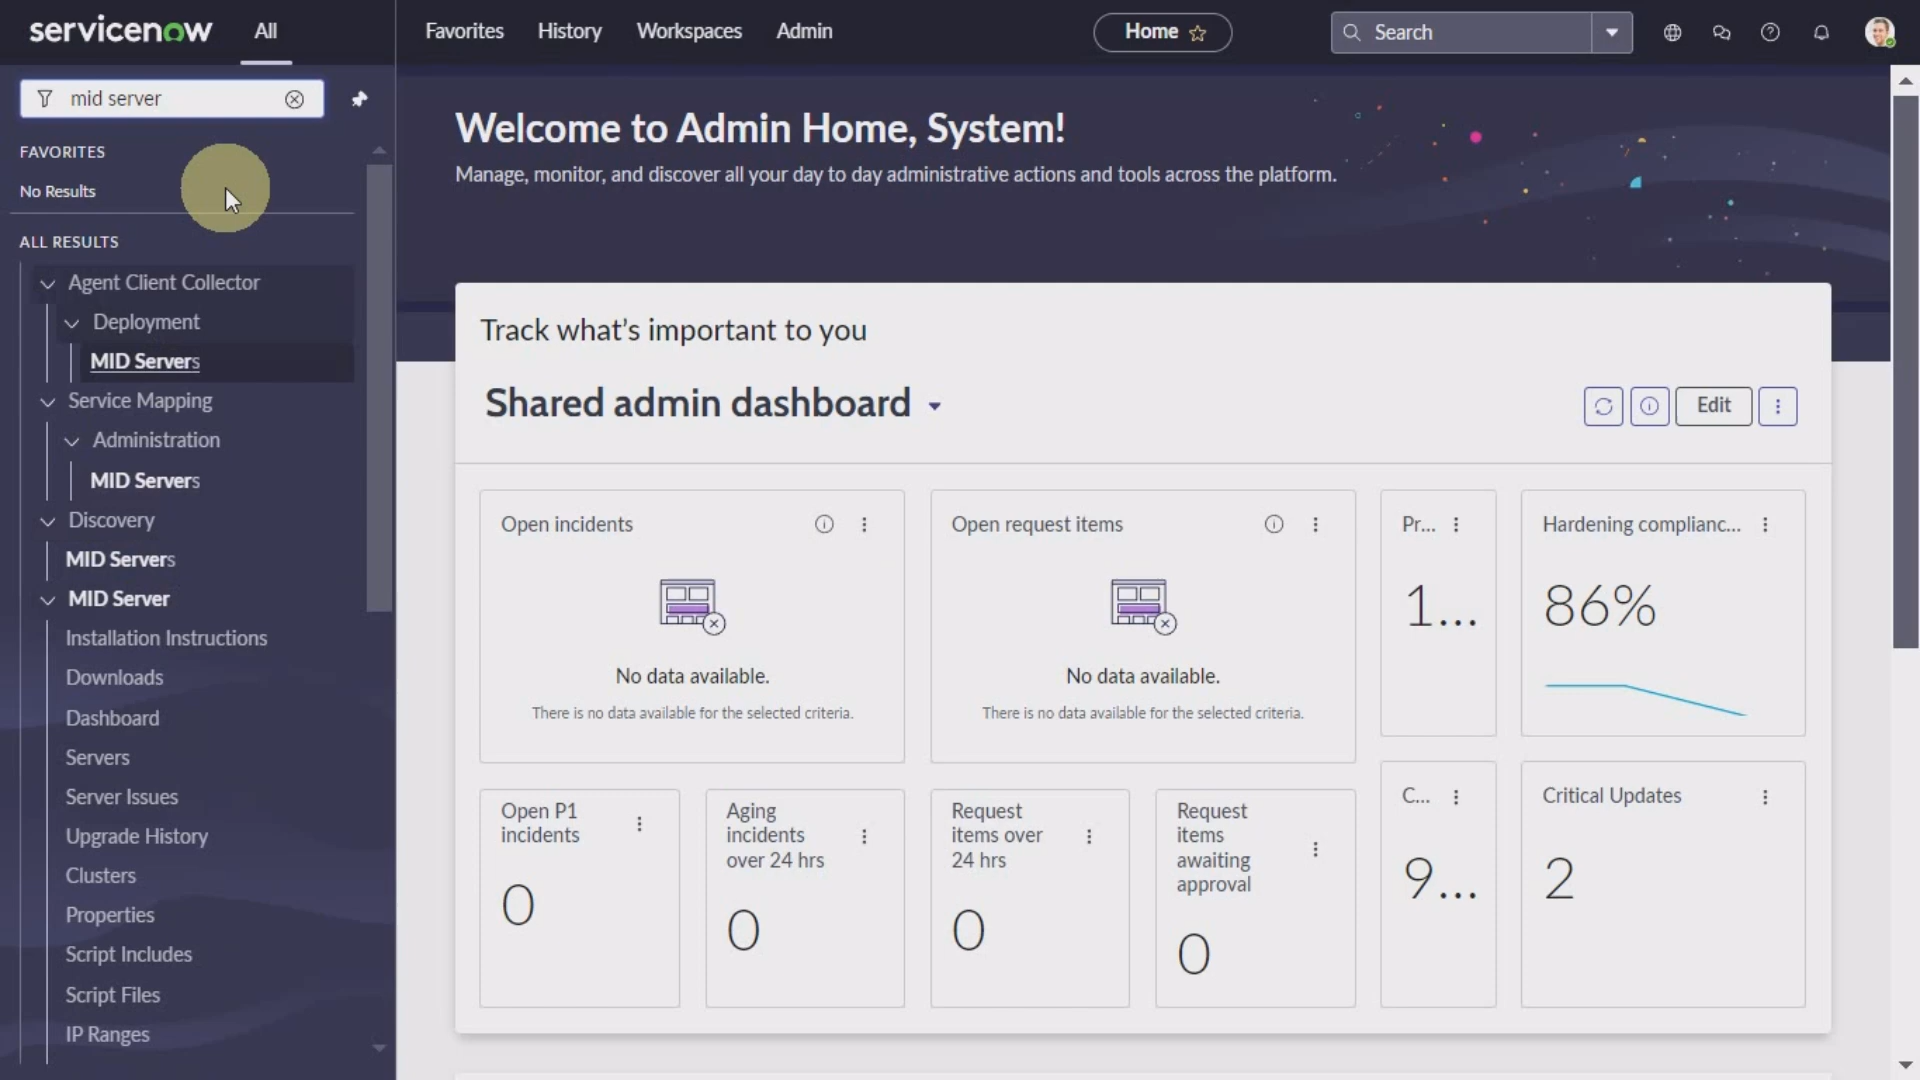 servicenow
All
Favorites
History
Workspaces
Admin
Home
Search
mid server
FAVORITES
No Results
ALL RESULTS
Agent Client Collector
Deployment
MID Servers
Service Mapping
Administration
MID Servers
Discovery
MID Servers
MID Server
Installation Instructions
Downloads
Dashboard
Servers
Server Issues
Upgrade History
Clusters
Properties
Script Includes
Script Files
IP Ranges
Welcome to Admin Home, System!
Manage, monitor, and discover all your day to day administrative actions and tools across the platform.
Track what's important to you
Shared admin dashboard
Edit
Open incidents
No data available.
There is no data available for the selected criteria.
Open request items
No data available.
There is no data available for the selected criteria.
Pr...
1...
Hardening complianc...
86%
Open P1
incidents
0
Aging
incidents
over 24 hrs
0
Request
items over
24 hrs
0
Request
items
awaiting
approval
0
C...
9...
Critical Updates
2